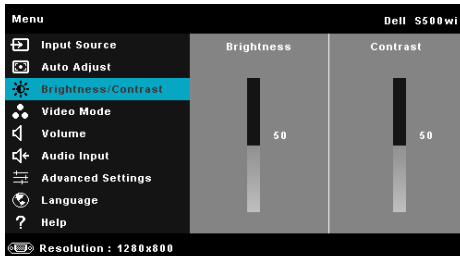 Menu Dell S500wi
Input Source
Auto Adjust
Brightness/Contrast
Video Mode
Volume
Audio Input
Advanced Settings
Language
? Help
Brightness Contrast
50 50
Resolution : 1280x800